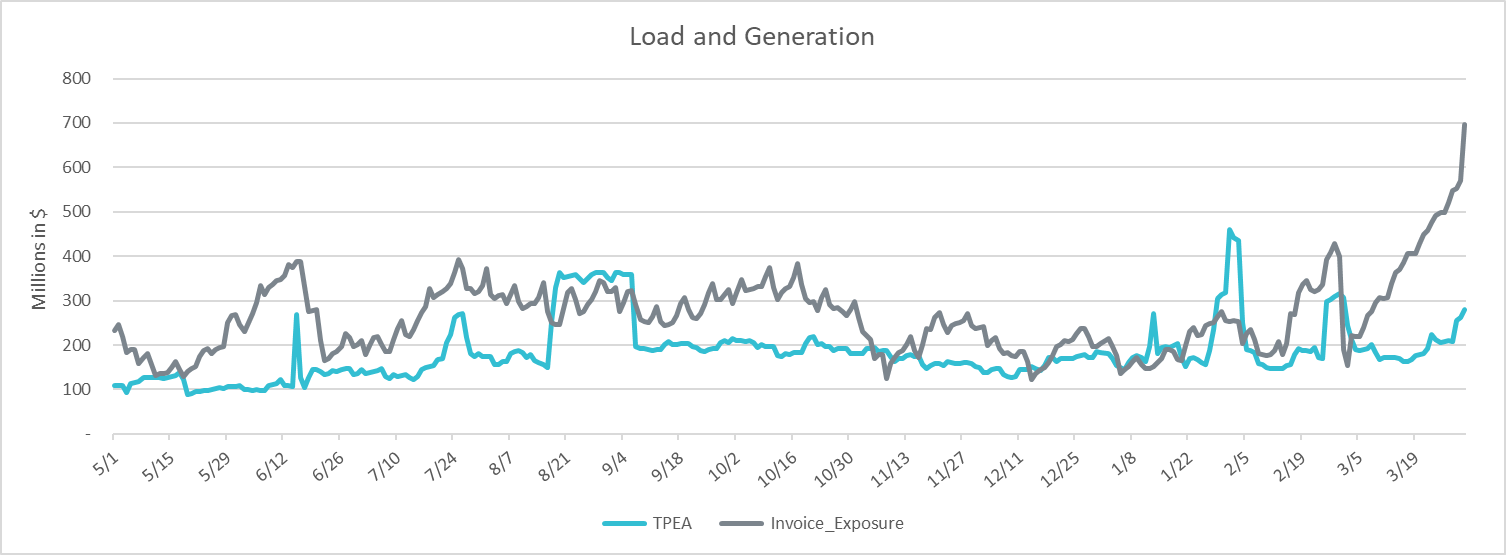 Load and Generation
Millions in $
800
700
600
500
400
300
200
100
-
5/1 5/15 5/29 6/12 6/26 7/10 7/24 8/7 8/21 9/4 9/18 10/2 10/16 10/30 11/13 11/27 12/11 12/25 1/8 1/22 2/5 2/19 3/5 3/19
TPEA Invoice_Exposure